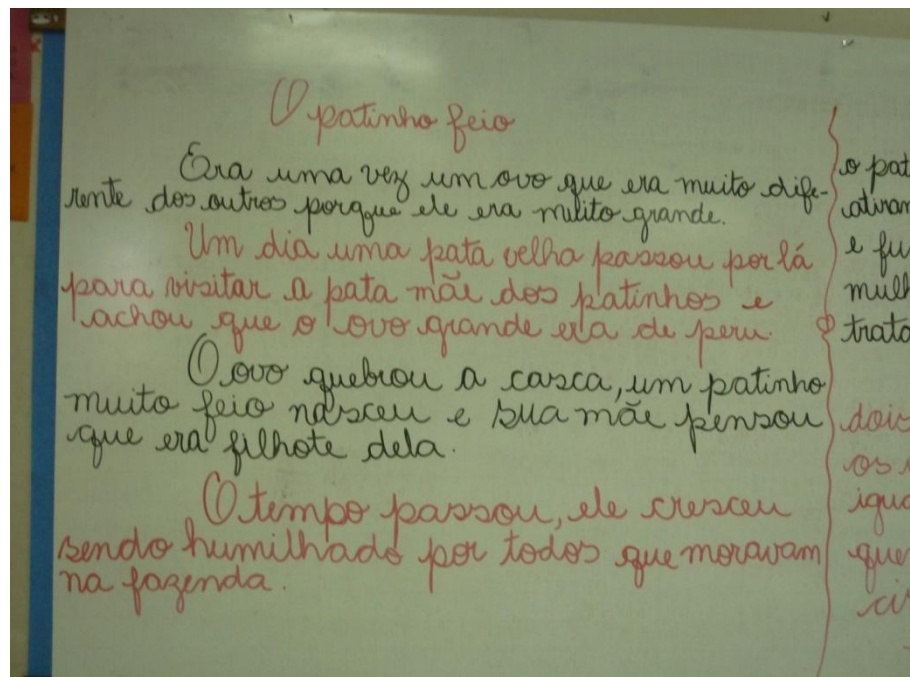 O patinho feio
Era uma vez um ovo que era muito dife-
rente dos outros porque ele era muito grande.
Um dia uma pata velha passou por lá
para visitar a pata mãe dos patinhos e
achou que o ovo grande era de peru.
O ovo quebrou a casca, um patinho
muito feio nasceu e sua mãe pensou
que era filhote dela.
O tempo passou, ele cresceu
sendo humilhado por todos que moravam
na fazenda.
o pat
atiram
e fu
mulh
trata
dois
os
igua
que